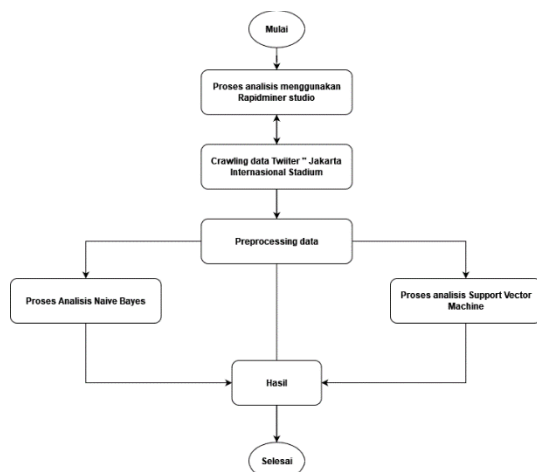 Mulai
Proses analisis menggunakan
Rapidminer studio
Crawling data Twiiter " Jakarta
Internasional Stadium
Preprocessing data
Proses Analisis Naive Bayes
Proses analisis Support Vector
Machine
Hasil
Selesai